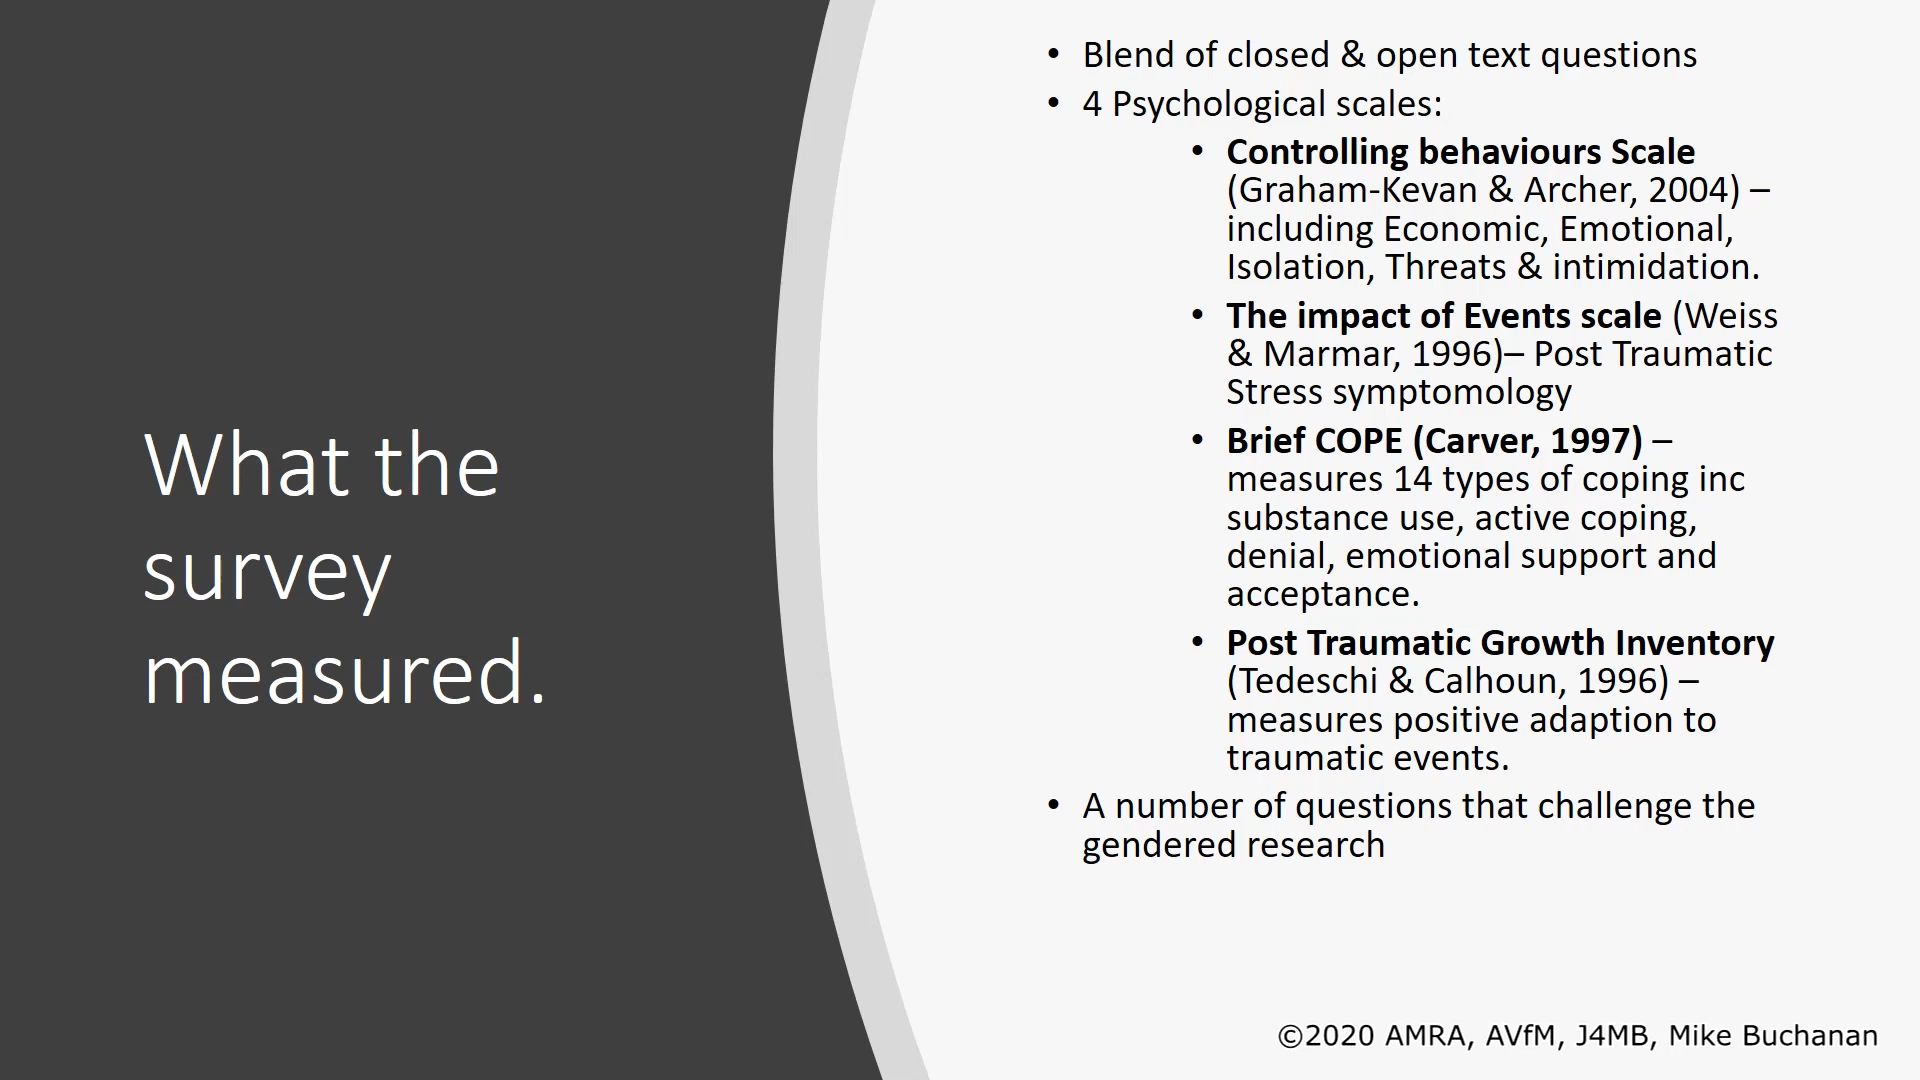 What the
survey
measured.
• Blend of closed & open text questions
• 4 Psychological scales:
• Controlling behaviours Scale
(Graham-Kevan & Archer, 2004) –
including Economic, Emotional,
Isolation, Threats & intimidation.
• The impact of Events scale (Weiss
& Marmar, 1996)– Post Traumatic
Stress symptomology
• Brief COPE (Carver, 1997) –
measures 14 types of coping inc
substance use, active coping,
denial, emotional support and
acceptance.
• Post Traumatic Growth Inventory
(Tedeschi & Calhoun, 1996) –
measures positive adaption to
traumatic events.
• A number of questions that challenge the
gendered research
©2020 AMRA, AVfM, J4MB, Mike Buchanan